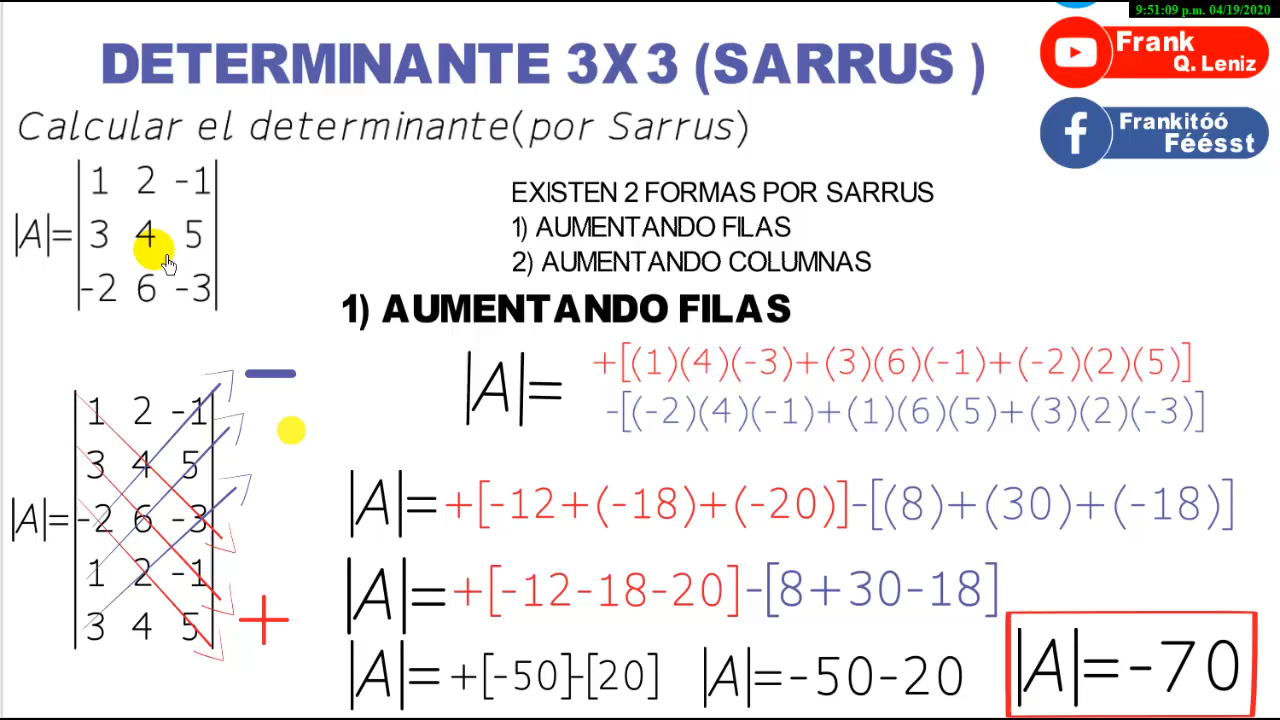 9:51:09 p.m. 04/19/2020
DETERMINANTE 3X3 (SARRUS )
Frank
Q. Leniz
Frankitóó
Féésst
Calcular el determinante(por Sarrus)
1 2 -1
|A|= 3 4 5
-2 6 -3
EXISTEN 2 FORMAS POR SARRUS
1) AUMENTANDO FILAS
2) AUMENTANDO COLUMNAS
1) AUMENTANDO FILAS
|A|= +[(1)(4)(-3)+(3)(6)(-1)+(-2)(2)(5)]
-[(-2)(4)(-1)+(1)(6)(5)+(3)(2)(-3)]
−
1 2 -1
3 4 5
|A|= -2 6 -3
1 2 -1
3 4 5
+
|A|= +[-12+(-18)+(-20)]-[(8)+(30)+(-18)]
|A|= +[-12-18-20]-[8+30-18]
|A|= +[-50]-[20] |A|=-50-20 |A|=-70